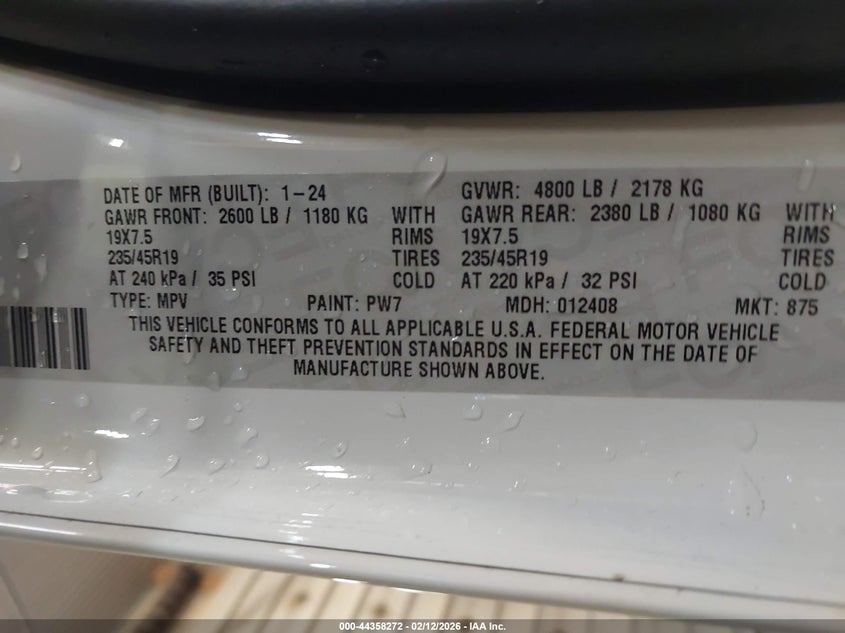 DATE OF MFR (BUILT): 1-24 GVWR: 4800 LB / 2178 KG
GAWR FRONT: 2600 LB / 1180 KG WITH GAWR REAR: 2380 LB / 1080 KG WITH
19X7.5 RIMS 19X7.5 RIMS
235/45R19 TIRES 235/45R19 TIRES
AT 240 kPa / 35 PSI COLD AT 220 kPa / 32 PSI COLD
TYPE: MPV PAINT: PW7 MDH: 012408 MKT: 875
THIS VEHICLE CONFORMS TO ALL APPLICABLE U.S.A. FEDERAL MOTOR VEHICLE
SAFETY AND THEFT PREVENTION STANDARDS IN EFFECT ON THE DATE OF
MANUFACTURE SHOWN ABOVE.
000-44358272 - 02/12/2026 - IAA Inc.